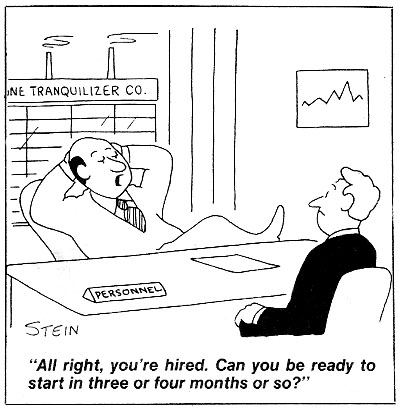 NE TRANQUILIZER CO.
PERSONNEL
STEIN
"All right, you're hired. Can you be ready to
start in three or four months or so?"